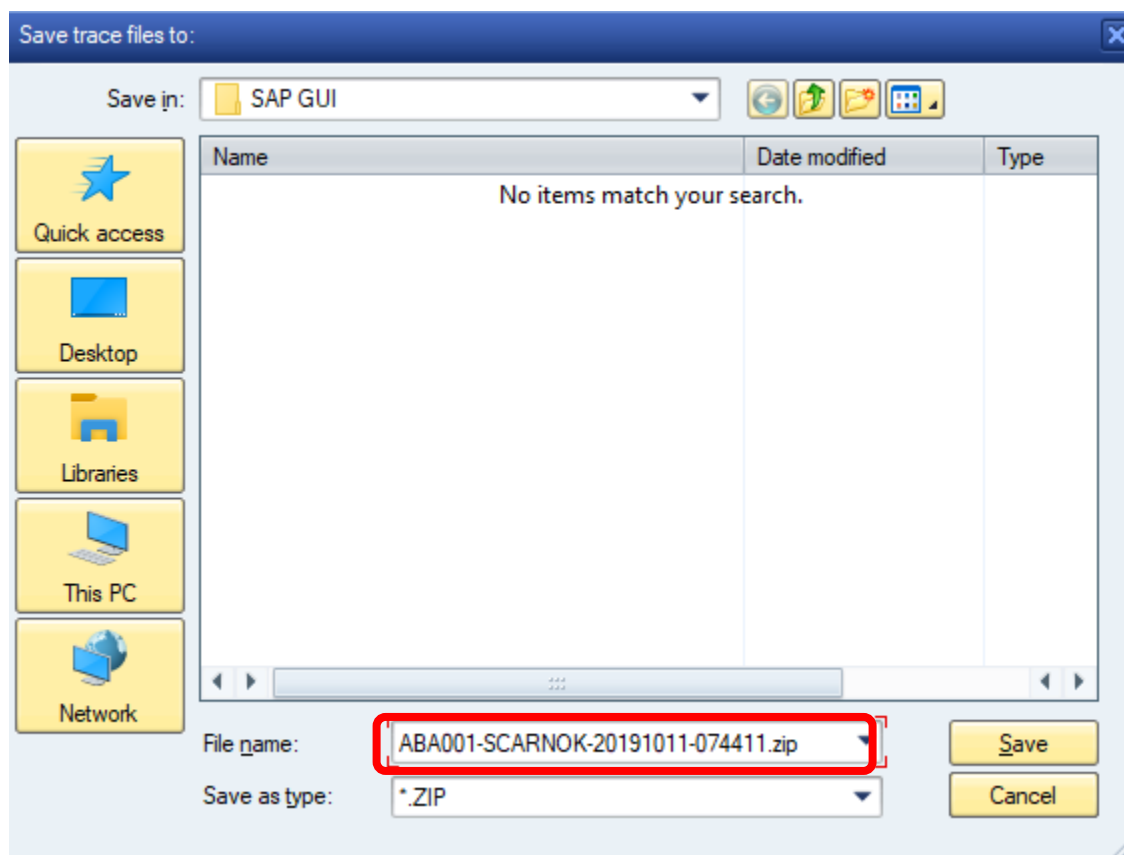 Save trace files to:
Save in: SAP GUI
Name Date modified Type
No items match your search.
Quick access
Desktop
Libraries
This PC
Network
File name: ABA001-SCARNOK-20191011-074411.zip Save
Save as type: *.ZIP Cancel